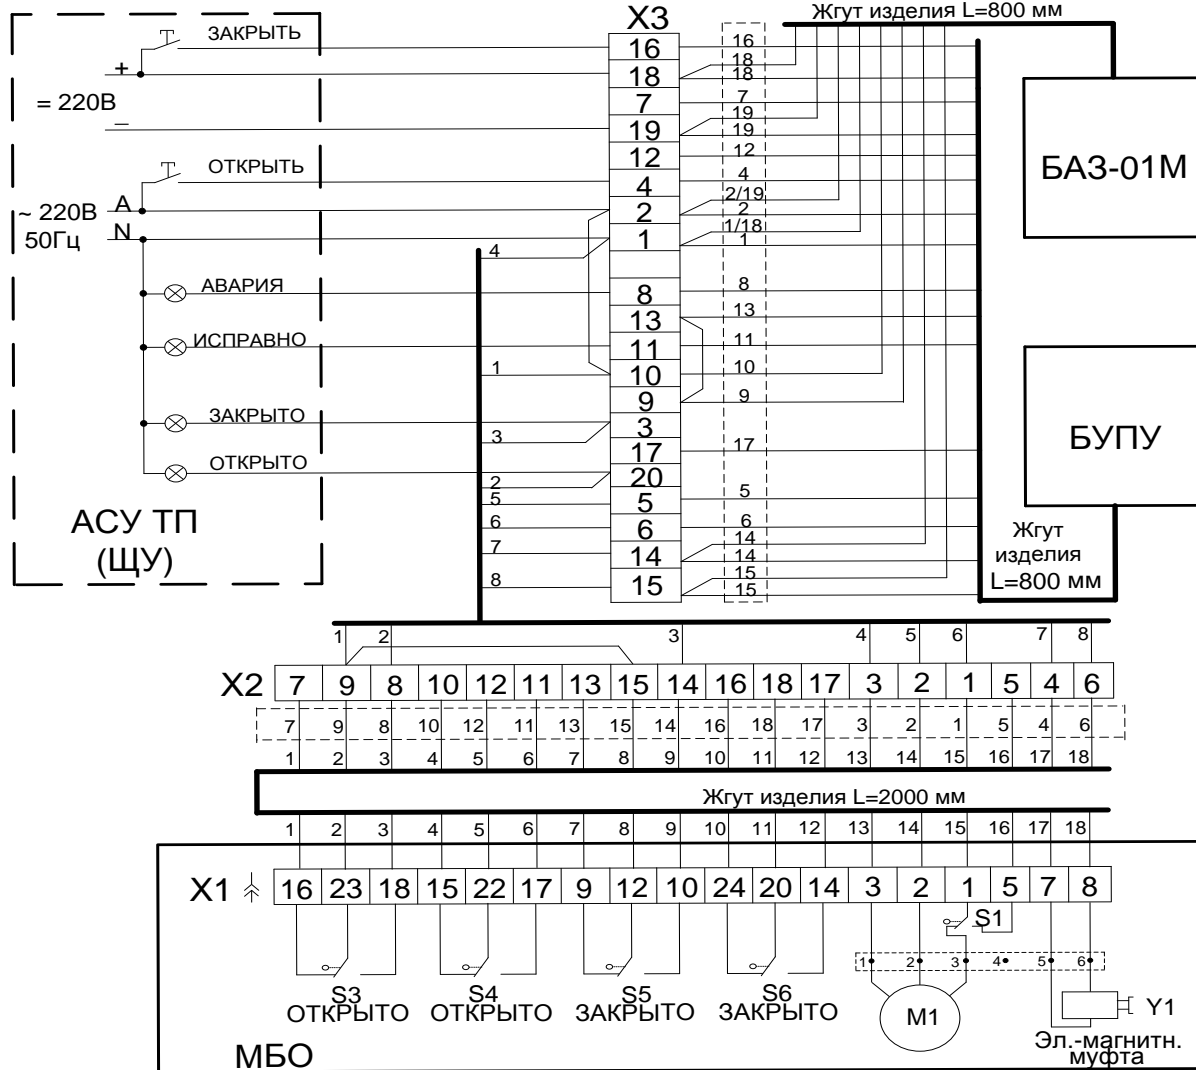 Жгут изделия L=800 мм
X3
ЗАКРЫТЬ
+
= 220В
–
ОТКРЫТЬ
А
~ 220В
50Гц
N
АВАРИЯ
ИСПРАВНО
ЗАКРЫТО
ОТКРЫТО
АСУ ТП
(ЩУ)
4
1
3
2
5
6
7
8
16
18
7
19
12
4
2
1
8
13
11
10
9
3
17
20
5
6
14
15
16
18
18
7
19
19
12
4
2/19
2
1/18
1
8
13
11
10
9
17
5
6
14
14
15
15
БАЗ-01М
БУПУ
Жгут
изделия
L=800 мм
1 2 3 4 5 6 7 8
X2 7 9 8 10 12 11 13 15 14 16 18 17 3 2 1 5 4 6
7 9 8 10 12 11 13 15 14 16 18 17 3 2 1 5 4 6
1 2 3 4 5 6 7 8 9 10 11 12 13 14 15 16 17 18
Жгут изделия L=2000 мм
1 2 3 4 5 6 7 8 9 10 11 12 13 14 15 16 17 18
X1 16 23 18 15 22 17 9 12 10 24 20 14 3 2 1 5 7 8
S1
1 2 3 4 5 6
S3 S4 S5 S6
ОТКРЫТО ОТКРЫТО ЗАКРЫТО ЗАКРЫТО
М1
Y1
Эл.-магнитн.
муфта
МБО